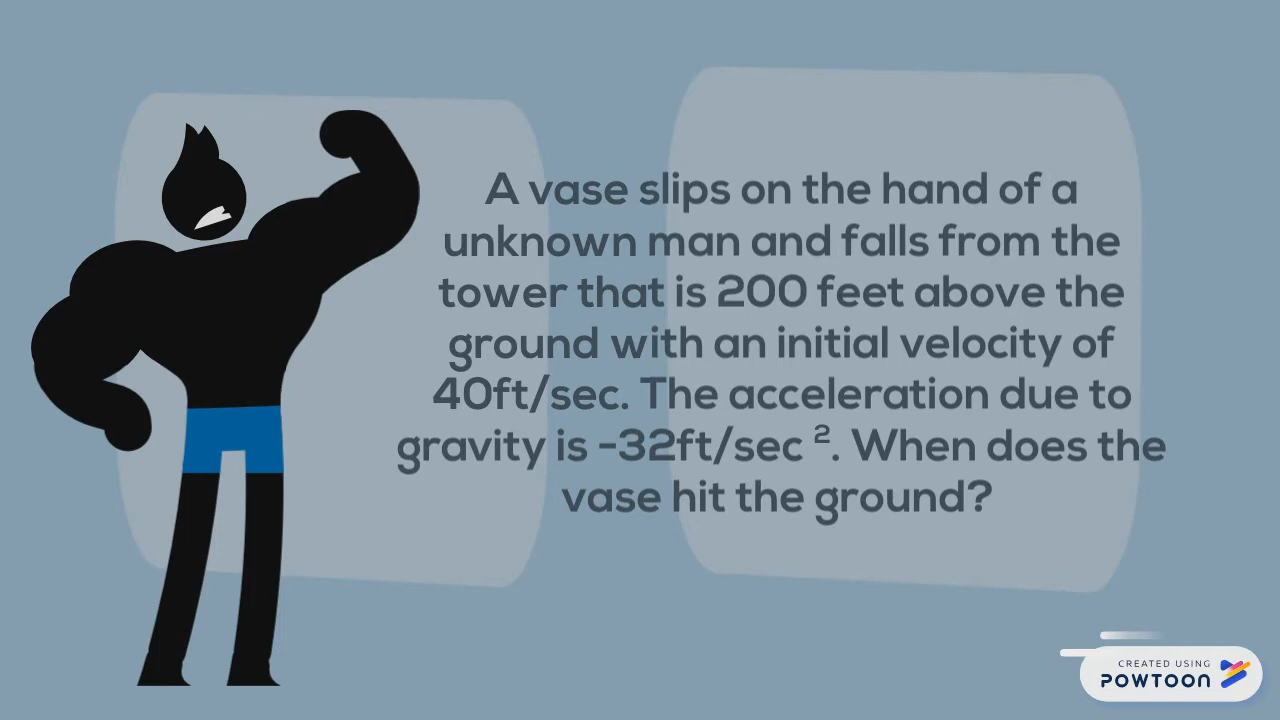 A vase slips on the hand of a
unknown man and falls from the
tower that is 200 feet above the
ground with an initial velocity of
40ft/sec. The acceleration due to
gravity is -32ft/sec ². When does the
vase hit the ground?
CREATED USING
POWTOON